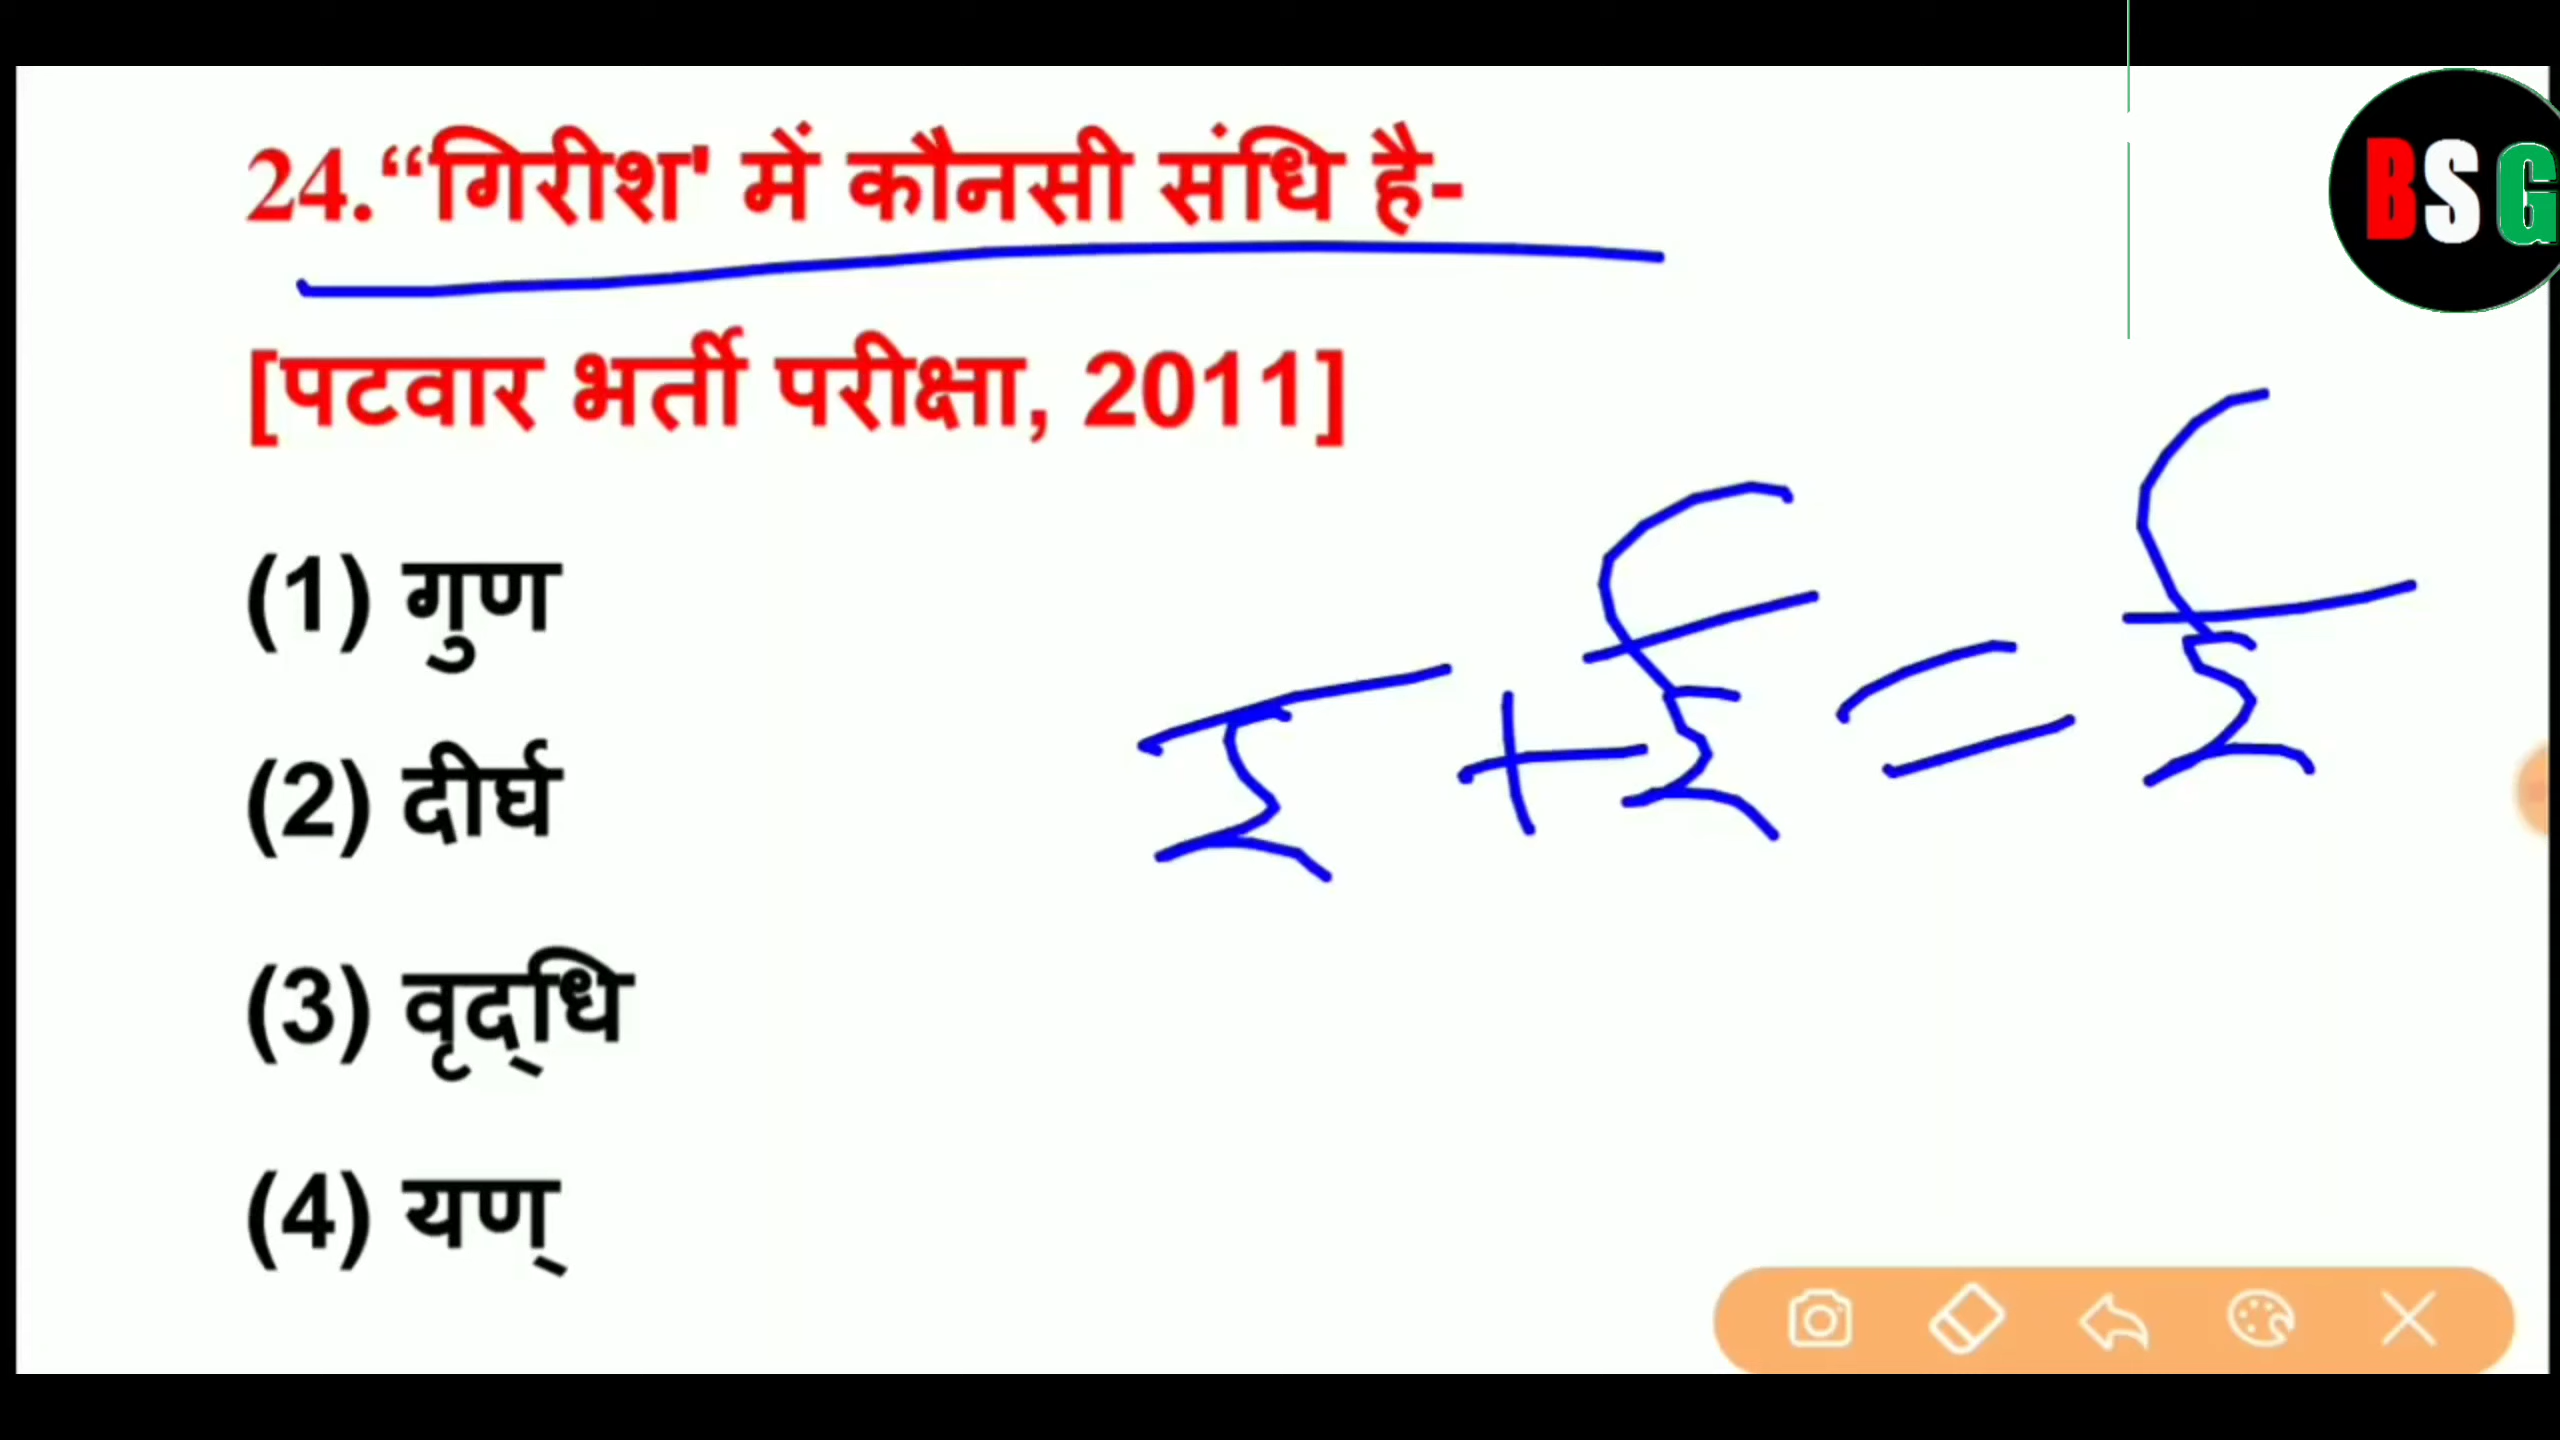 24.“गिरीश' में कौनसी संधि है-
[पटवार भर्ती परीक्षा, 2011]
(1) गुण
(2) दीर्घ
(3) वृद्‌धि
(4) यण्
इ + ई = ई
BSG